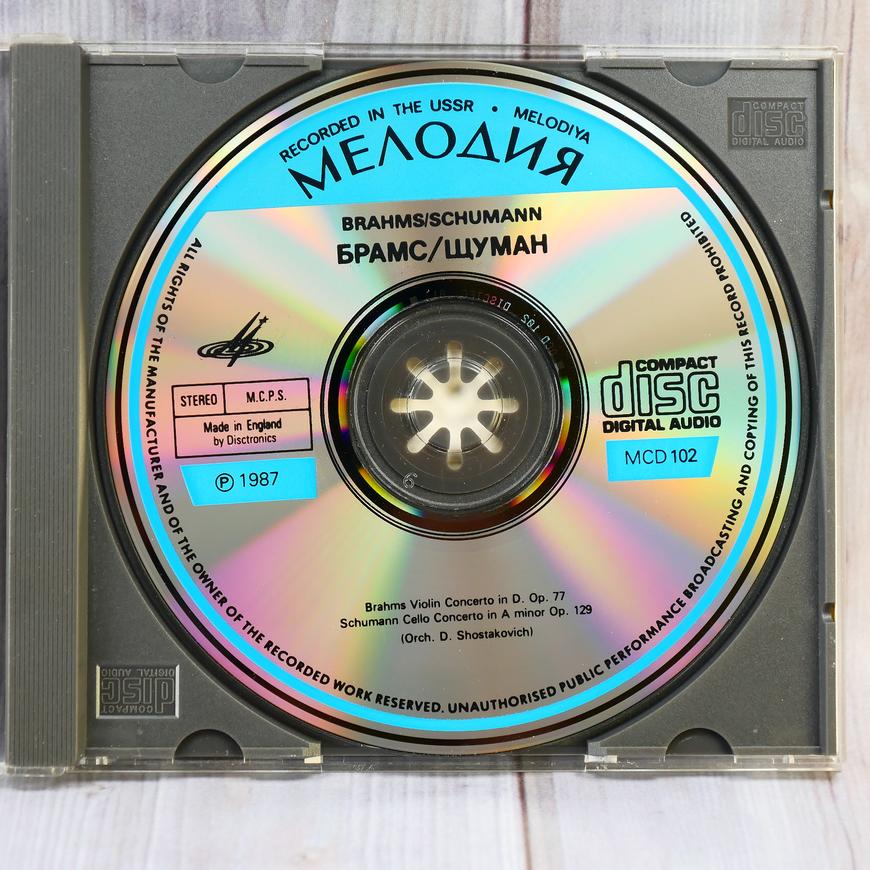 RECORDED IN THE USSR • MELODIYA
МЕЛОДИЯ
BRAHMS/SCHUMANN
БРАМС/ЩУМАН
ALL RIGHTS OF THE MANUFACTURER AND OF THE OWNER OF THE RECORDED WORK RESERVED. UNAUTHORISED PUBLIC PERFORMANCE BROADCASTING AND COPYING OF THIS RECORD PROHIBITED
STEREO M.C.P.S.
Made in England
by Disctronics
Ⓟ 1987
COMPACT
disc
DIGITAL AUDIO
MCD 102
Brahms Violin Concerto in D. Op. 77
Schumann Cello Concerto in A minor Op. 129
(Orch. D. Shostakovich)
COMPACT
disc
DIGITAL AUDIO
COMPACT
disc
DIGITAL AUDIO